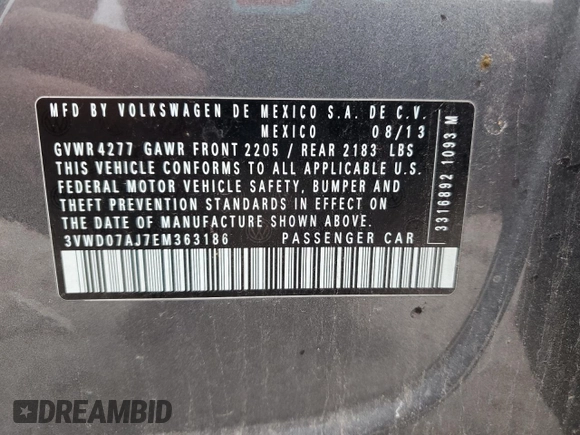 MFD BY VOLKSWAGEN DE MEXICO S.A. DE C.V.
MEXICO 08/13
GVWR 4277 GAWR FRONT 2205 / REAR 2183 LBS
THIS VEHICLE CONFORMS TO ALL APPLICABLE U.S.
FEDERAL MOTOR VEHICLE SAFETY, BUMPER AND
THEFT PREVENTION STANDARDS IN EFFECT ON
THE DATE OF MANUFACTURE SHOWN ABOVE.
3VWD07AJ7EM363186 PASSENGER CAR
3316892 1093 M
DREAMBID